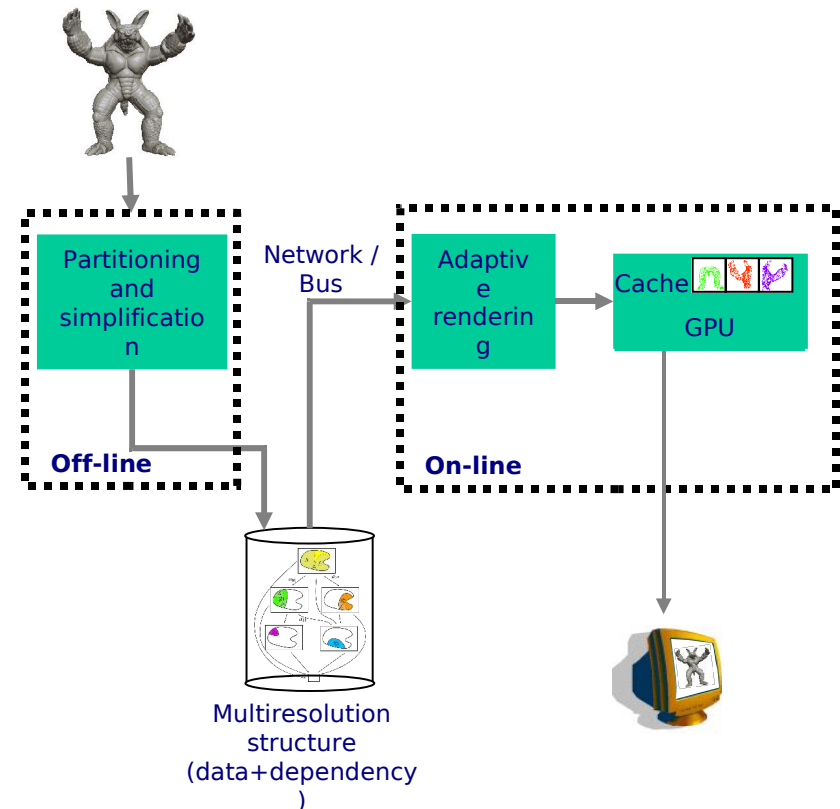 Partitioning
and
simplificatio
n
Off-line
Network /
Bus
Adaptiv
e
renderin
g
Cache
GPU
On-line
Multiresolution
structure
(data+dependency
)